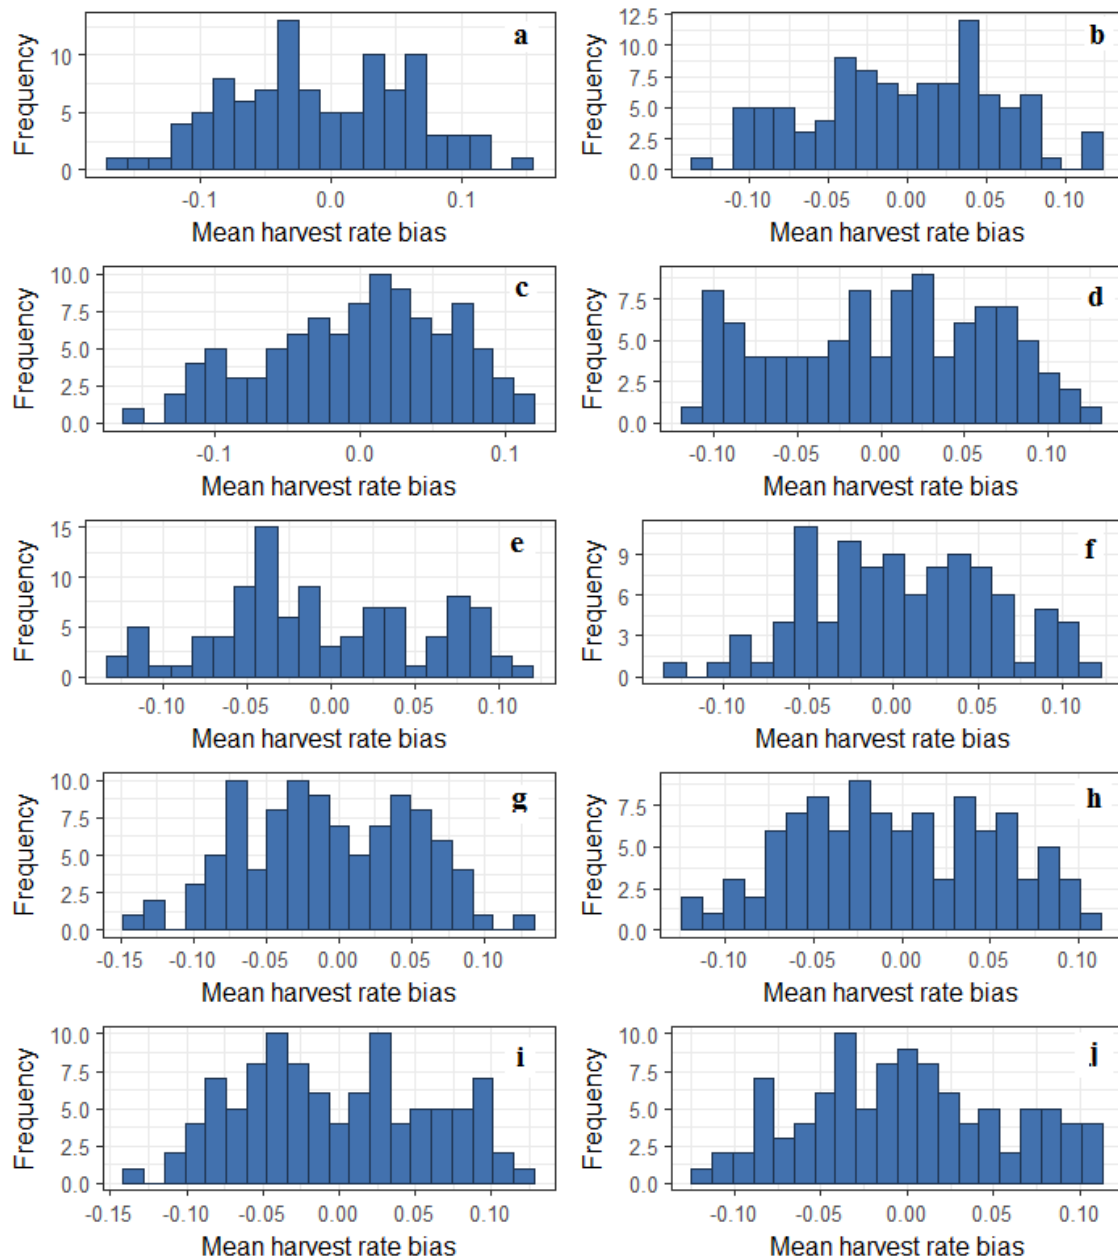 a
10
5
0
Frequency
-0.1 0.0 0.1
Mean harvest rate bias
b
12.5
10.0
7.5
5.0
2.5
0.0
Frequency
-0.10 -0.05 0.00 0.05 0.10
Mean harvest rate bias
c
10.0
7.5
5.0
2.5
0.0
Frequency
-0.1 0.0 0.1
Mean harvest rate bias
d
7.5
5.0
2.5
0.0
Frequency
-0.10 -0.05 0.00 0.05 0.10
Mean harvest rate bias
e
15
10
5
0
Frequency
-0.10 -0.05 0.00 0.05 0.10
Mean harvest rate bias
f
9
6
3
0
Frequency
-0.10 -0.05 0.00 0.05 0.10
Mean harvest rate bias
g
10.0
7.5
5.0
2.5
0.0
Frequency
-0.15 -0.10 -0.05 0.00 0.05 0.10
Mean harvest rate bias
h
7.5
5.0
2.5
0.0
Frequency
-0.10 -0.05 0.00 0.05 0.10
Mean harvest rate bias
i
10.0
7.5
5.0
2.5
0.0
Frequency
-0.15 -0.10 -0.05 0.00 0.05 0.10
Mean harvest rate bias
j
10.0
7.5
5.0
2.5
0.0
Frequency
-0.10 -0.05 0.00 0.05 0.10
Mean harvest rate bias